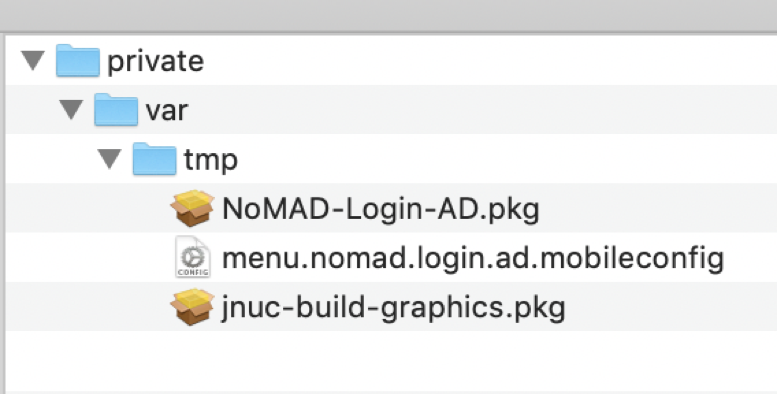 private
var
tmp
NoMAD-Login-AD.pkg
CONFIG
menu.nomad.login.ad.mobileconfig
jnuc-build-graphics.pkg